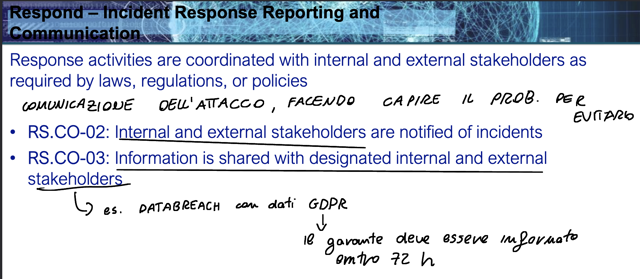 Respond – Incident Response Reporting and
Communication
Response activities are coordinated with internal and external stakeholders as
required by laws, regulations, or policies
COMUNICAZIONE DELL'ATTACCO, FACENDO CAPIRE IL PROB. PER
EVITARLO
• RS.CO-02: Internal and external stakeholders are notified of incidents
• RS.CO-03: Information is shared with designated internal and external
stakeholders
es. DATABREACH con dati GDPR
il garante deve essere informato
entro 72 h